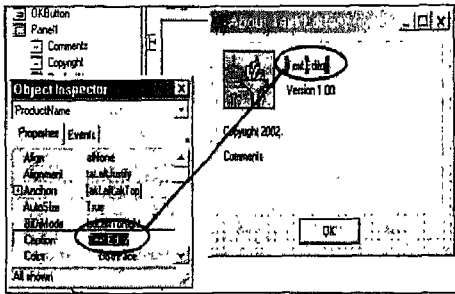 OKButton
Panel1
Comments
Copyright
Object Inspector
ProductName
Properties Events
Align alNone
Alignment taLeftJustify
Anchors [akLeft,akTop]
AutoSize True
BiDiMode
Caption
Color
All shown
Version 1.00
Copyright 2002,
Comments
OK